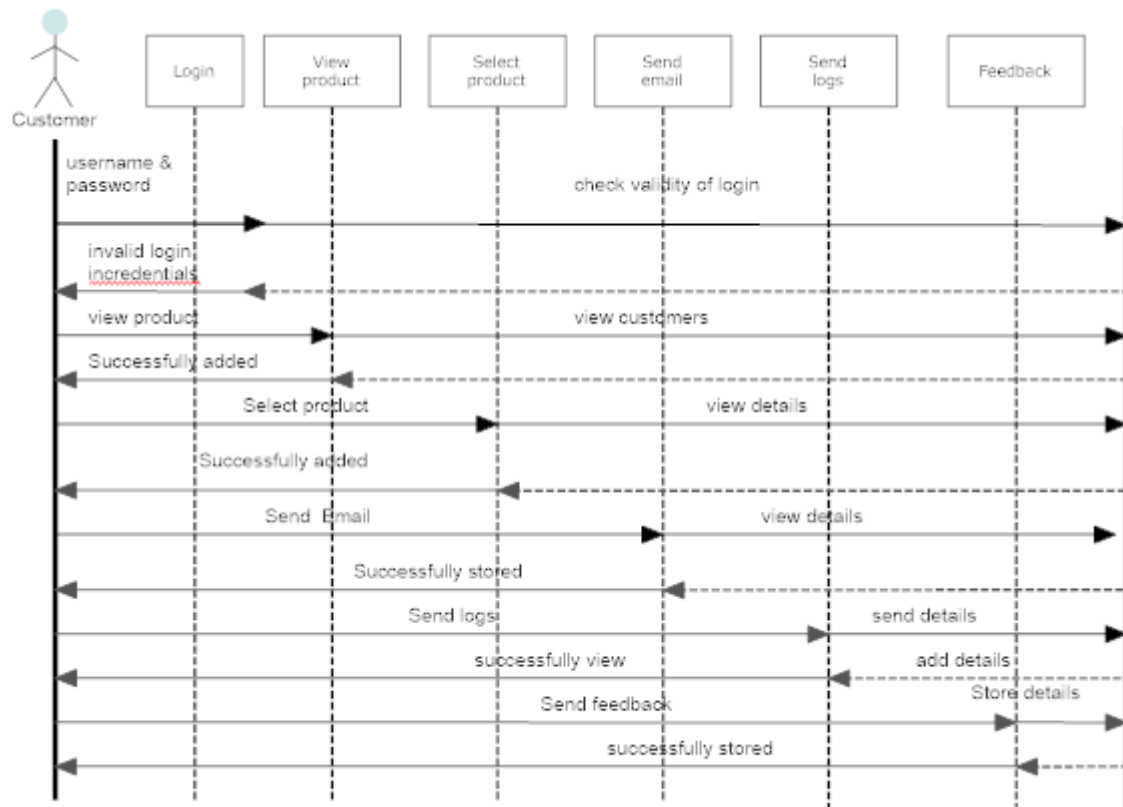 Login
View
product
Select
product
Send
email
Send
logs
Feedback
Customer
username &
password
check validity of login
invalid login
incredentials
view product
view customers
Successfully added
Select product
view details
Successfully added
Send Email
view details
Successfully stored
Send logs
send details
successfully view
add details
Store details
Send feedback
successfully stored